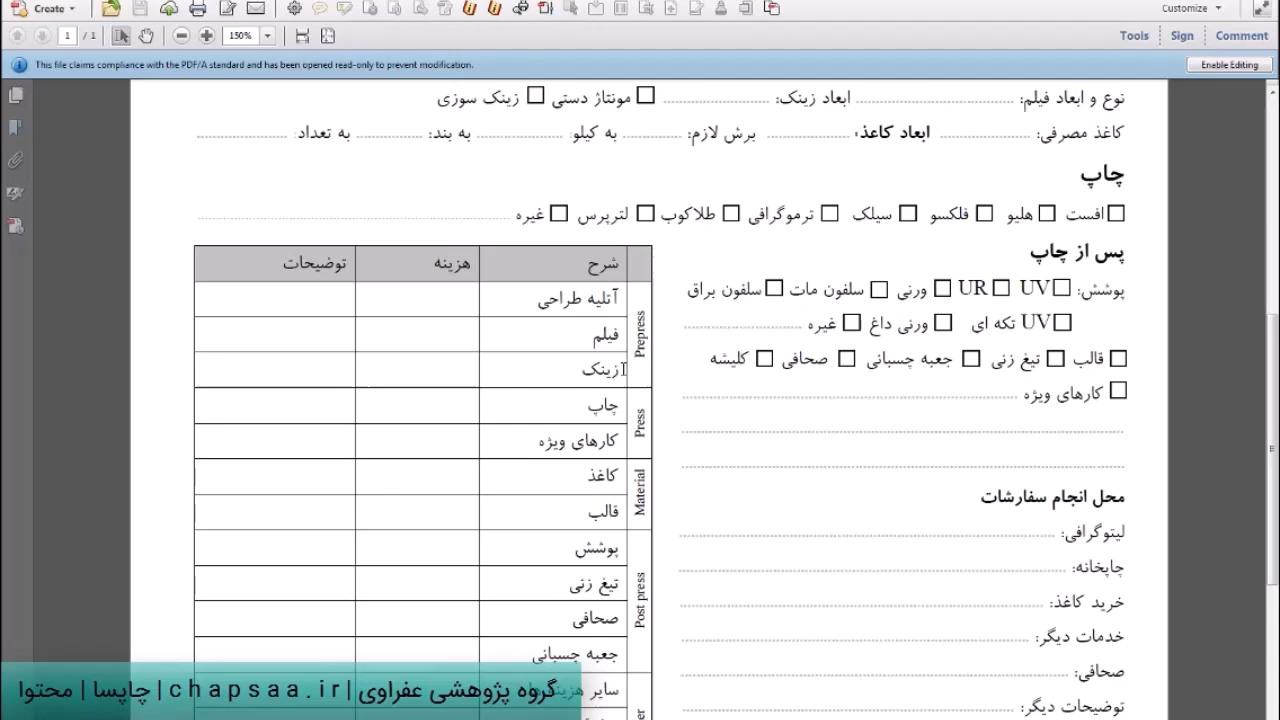 Create
Customize
1 / 1
150%
Tools
Sign
Comment
This file claims compliance with the PDF/A standard and has been opened read-only to prevent modification.
Enable Editing
نوع و ابعاد فیلم: ابعاد زینک: مونتاژ دستی زینک سوزی
کاغذ مصرفی: ابعاد کاعذ: برش لازم: به کیلو: به بند: به تعداد:
چاپ
افست هلیو فلکسو سیلک ترموگرافی طلاکوب لترپرس غیره
پس از چاپ
پوشش: UV UR ورنی سلفون مات سلفون براق
UV تکه ای ورنی داغ غیره
قالب تیغ زنی جعبه چسبانی صحافی کلیشه
کارهای ویژه
محل انجام سفارشات
لیتوگرافی:
چاپخانه:
خرید کاغذ:
خدمات دیگر:
صحافی:
توضیحات دیگر:
شرح هزینه توضیحات
Prepress
آتلیه طراحی
فیلم
زینک
Press
چاپ
کارهای ویژه
Material
کاغذ
قالب
Post press
پوشش
تیغ زنی
صحافی
جعبه چسبانی
سایر
گروه پژوهشی عفراوی | chapsaa.ir | چاپسا | محتوا